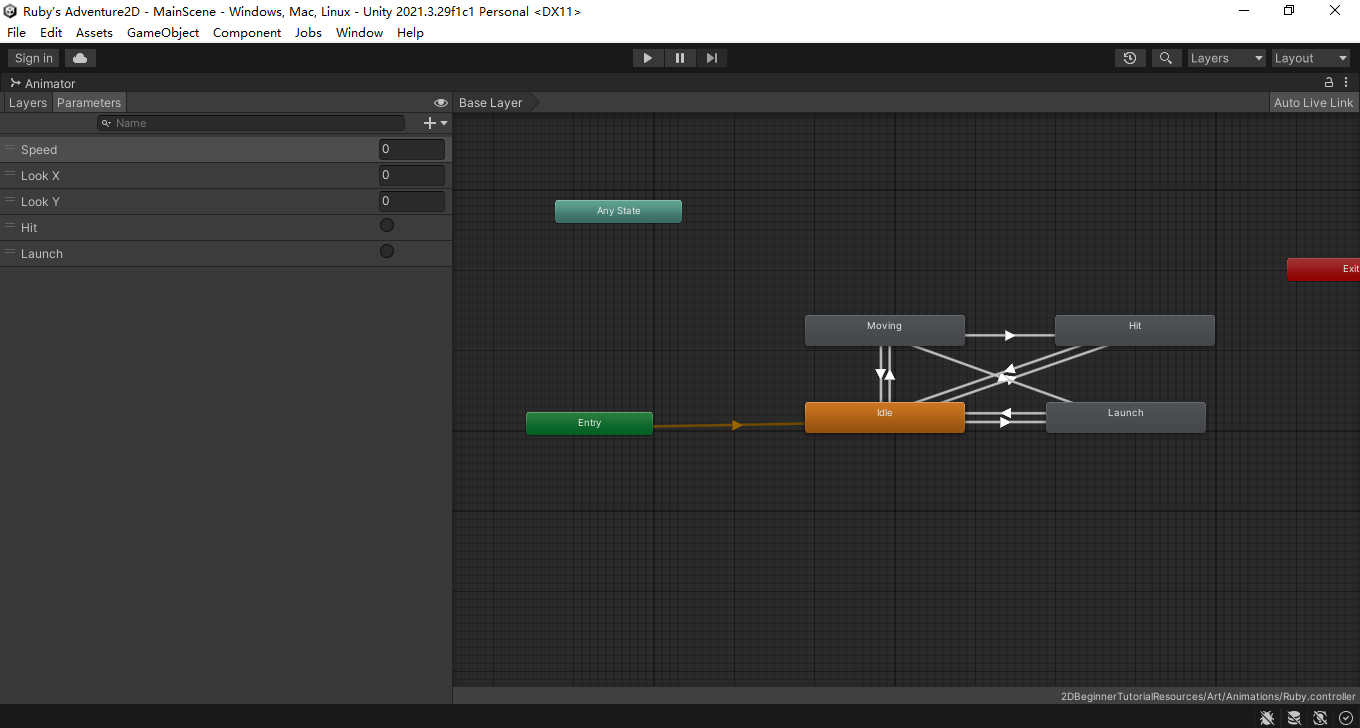 Ruby's Adventure2D - MainScene - Windows, Mac, Linux - Unity 2021.3.29f1c1 Personal <DX11>
File Edit Assets GameObject Component Jobs Window Help
Sign in Layers Layout
Animator
Layers Parameters Base Layer Auto Live Link
Name
Speed 0
Look X 0
Look Y 0
Hit
Launch
Any State
Exit
Moving Hit
Idle Launch
Entry
2DBeginnerTutorialResources/Art/Animations/Ruby.controller